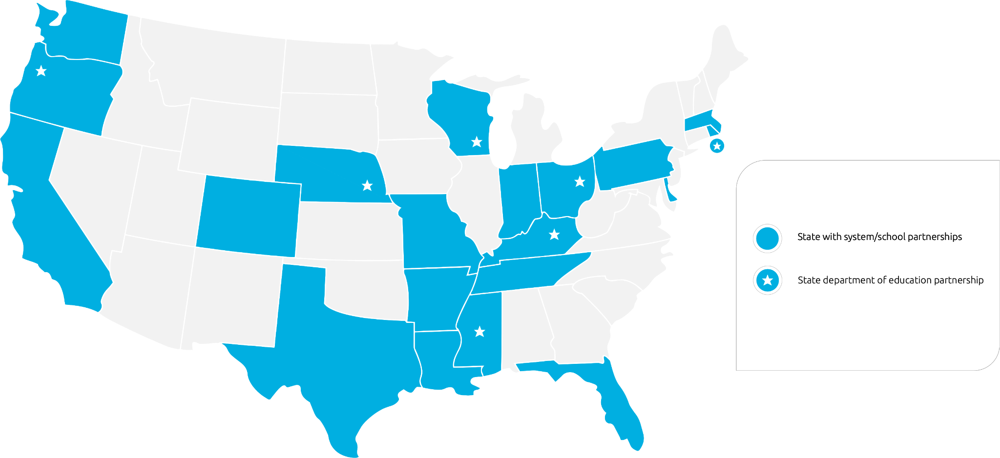 State with system/school partnerships
State department of education partnership